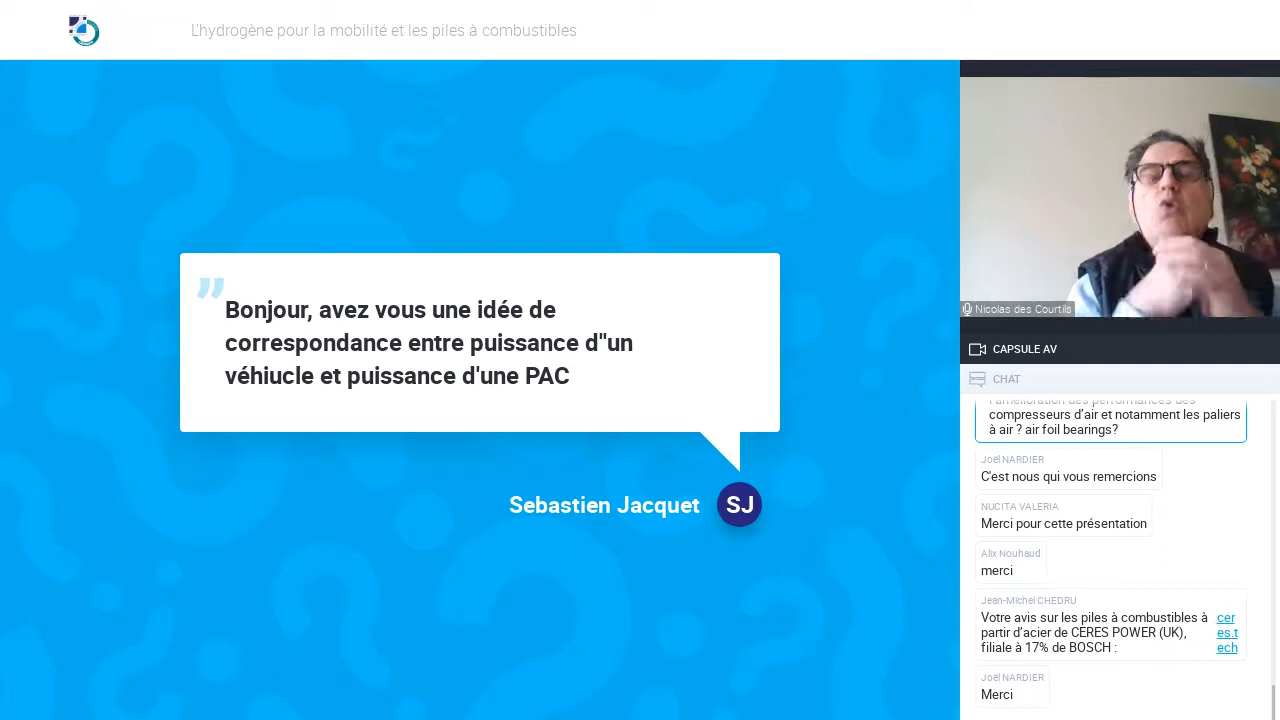 L'hydrogène pour la mobilité et les piles à combustibles
Bonjour, avez vous une idée de
correspondance entre puissance d"un
véhiucle et puissance d'une PAC
Sebastien Jacquet
SJ
Nicolas des Courtils
CAPSULE AV
CHAT
l'amélioration des performances des
compresseurs d'air et notamment les paliers
à air ? air foil bearings?
Joël NARDIER
C'est nous qui vous remercions
NUCITA VALERIA
Merci pour cette présentation
Alix Nouhaud
merci
Jean-Michel CHEDRU
Votre avis sur les piles à combustibles à
partir d'acier de CERES POWER (UK),
filiale à 17% de BOSCH :
cer
es.t
ech
Joël NARDIER
Merci